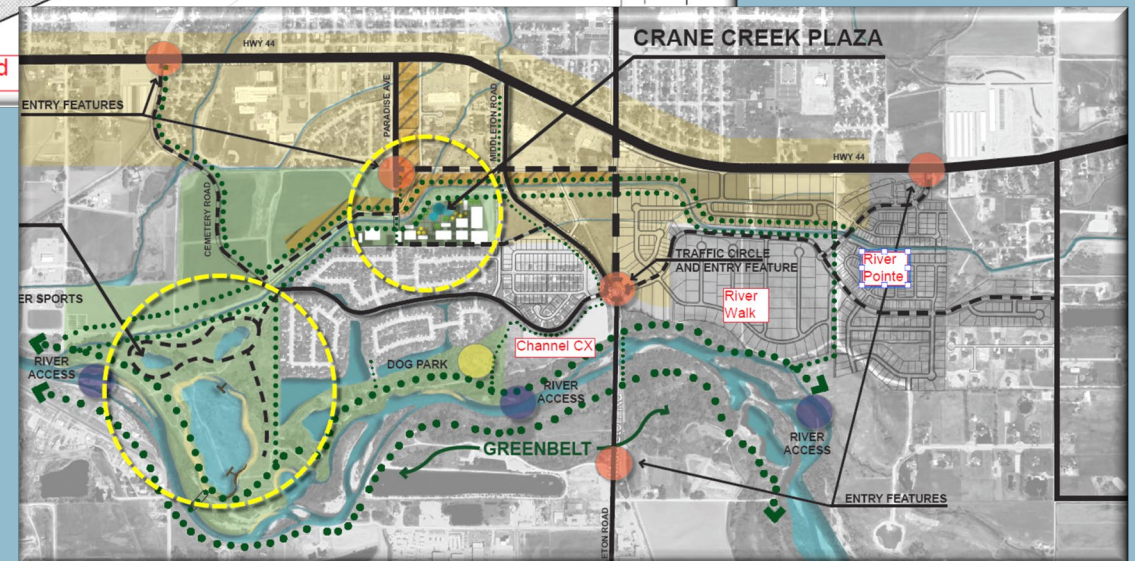 d
CRANE CREEK PLAZA
HWY 44
ENTRY FEATURES
PARADISE AVE
MIDDLETON ROAD
HWY 44
CEMETERY ROAD
TRAFFIC CIRCLE
AND ENTRY FEATURE
River
Pointe
River
Walk
ER SPORTS
Channel CX
RIVER
ACCESS
DOG PARK
RIVER
ACCESS
RIVER
ACCESS
GREENBELT
ENTRY FEATURES
ETON ROAD